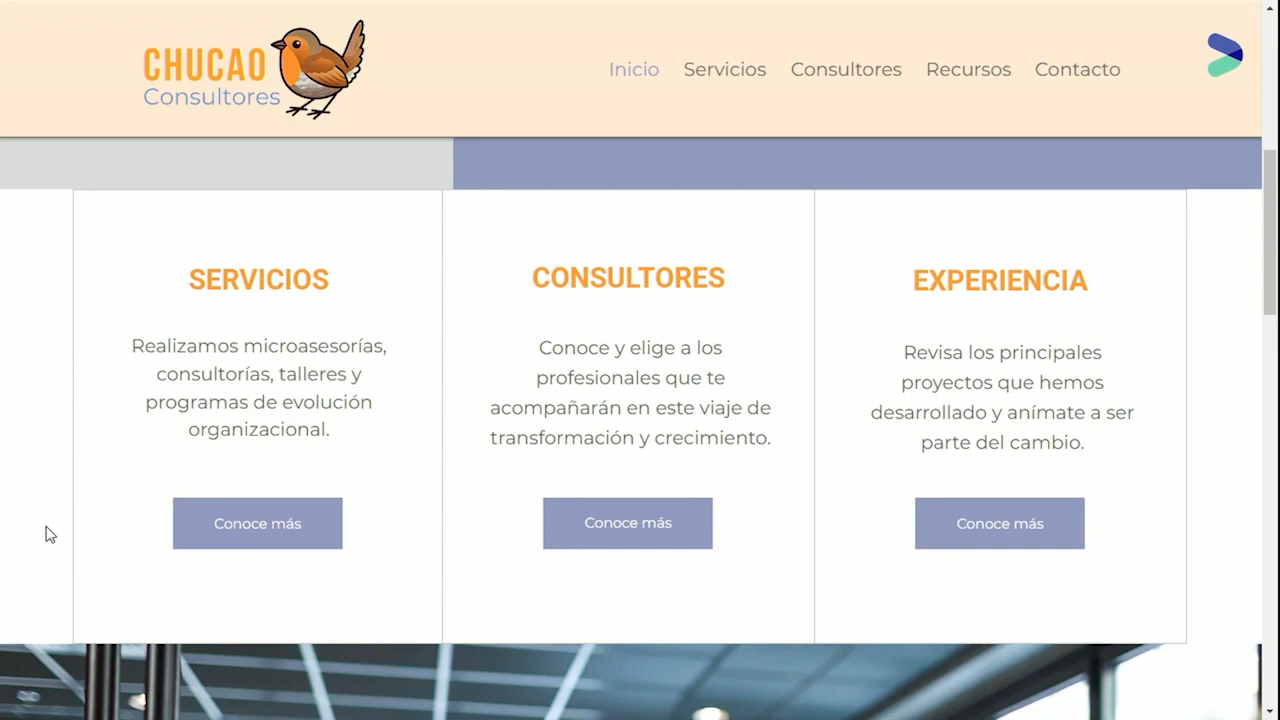 CHUCAO
Consultores
Inicio Servicios Consultores Recursos Contacto
SERVICIOS
Realizamos microasesorías,
consultorías, talleres y
programas de evolución
organizacional.
Conoce más
CONSULTORES
Conoce y elige a los
profesionales que te
acompañarán en este viaje de
transformación y crecimiento.
Conoce más
EXPERIENCIA
Revisa los principales
proyectos que hemos
desarrollado y anímate a ser
parte del cambio.
Conoce más